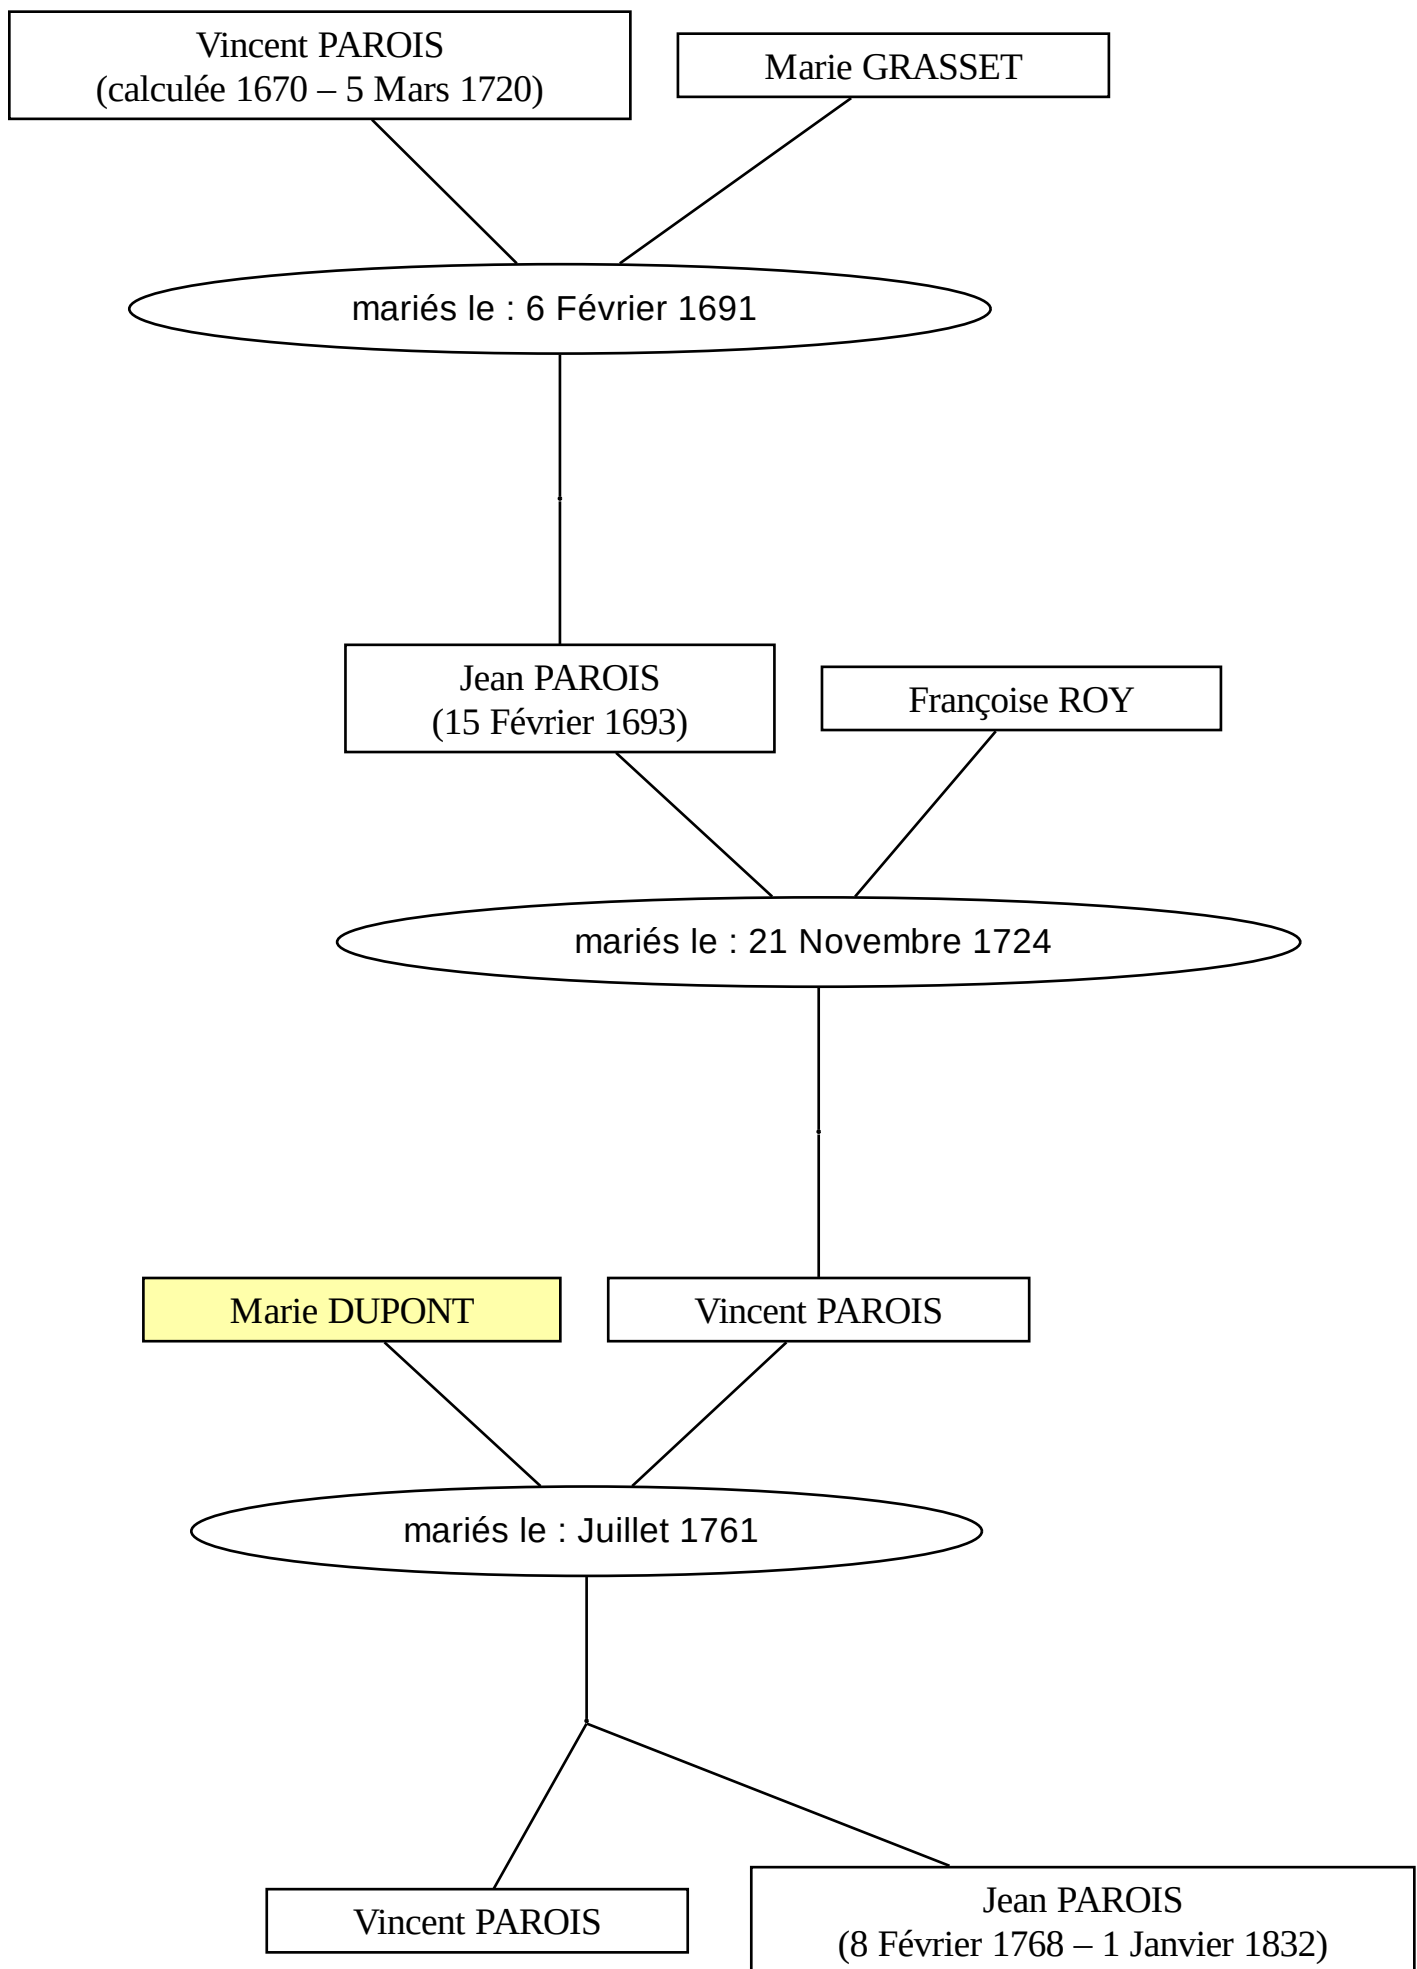 Vincent PAROIS
(calculée 1670 – 5 Mars 1720)
Marie GRASSET
mariés le : 6 Février 1691
Jean PAROIS
(15 Février 1693)
Françoise ROY
mariés le : 21 Novembre 1724
Marie DUPONT
Vincent PAROIS
mariés le : Juillet 1761
Vincent PAROIS
Jean PAROIS
(8 Février 1768 – 1 Janvier 1832)